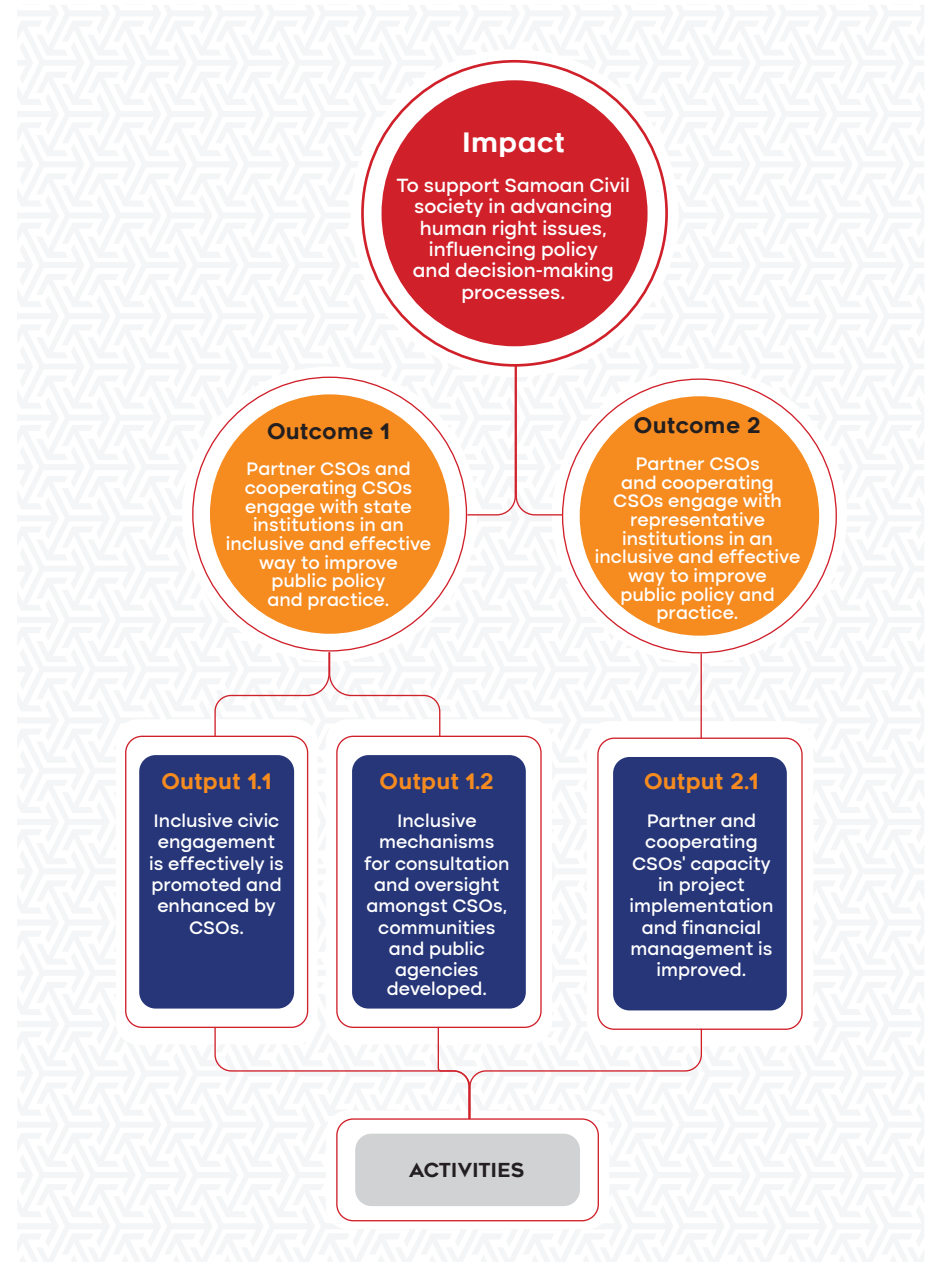 Impact
To support Samoan Civil
society in advancing
human right issues,
influencing policy
and decision-making
processes.
Outcome 1
Partner CSOs and
cooperating CSOs
engage with state
institutions in an
inclusive and effective
way to improve
public policy
and practice.
Outcome 2
Partner CSOs
and cooperating
CSOs engage with
representative
institutions in an
inclusive and effective
way to improve
public policy and
practice.
Output 1.1
Inclusive civic
engagement
is effectively is
promoted and
enhanced by
CSOs.
Output 1.2
Inclusive
mechanisms
for consultation
and oversight
amongst CSOs,
communities
and public
agencies
developed.
Output 2.1
Partner and
cooperating
CSOs' capacity
in project
implementation
and financial
management is
improved.
ACTIVITIES